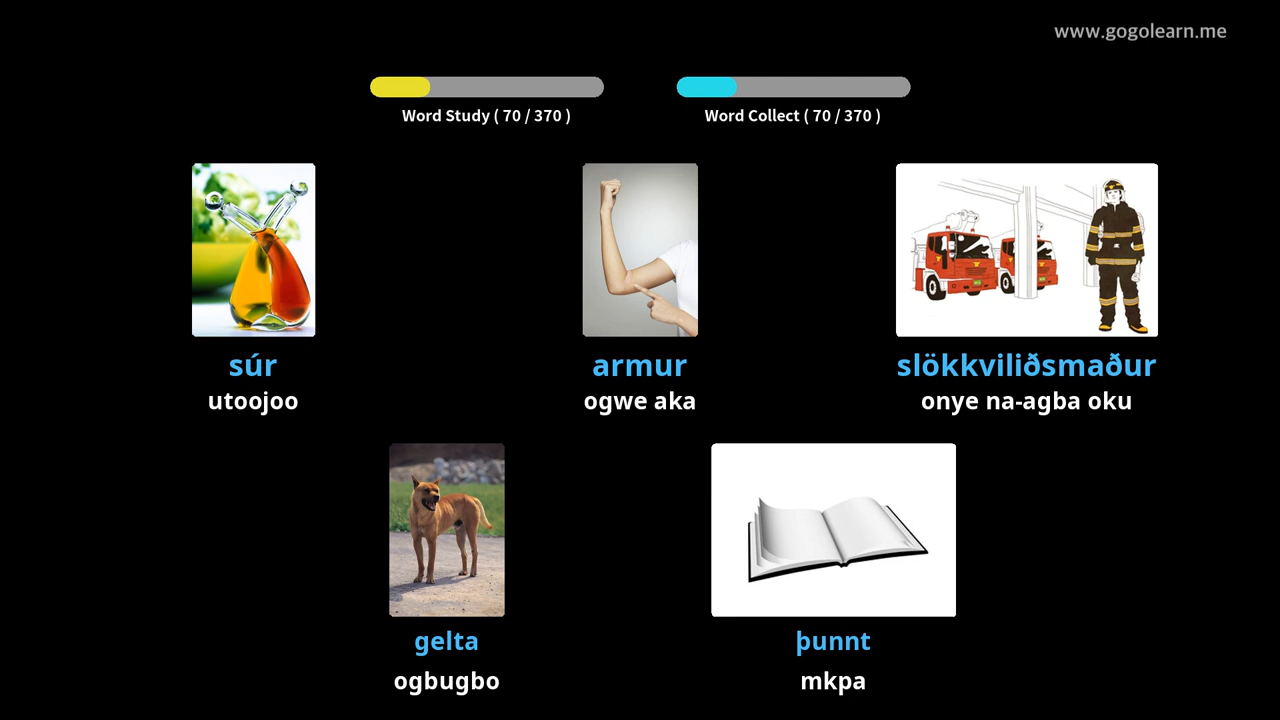 www.gogolearn.me
Word Study ( 70 / 370 )
Word Collect ( 70 / 370 )
súr
utoojoo
armur
ogwe aka
slökkviliðsmaður
onye na-agba oku
gelta
ogbugbo
þunnt
mkpa